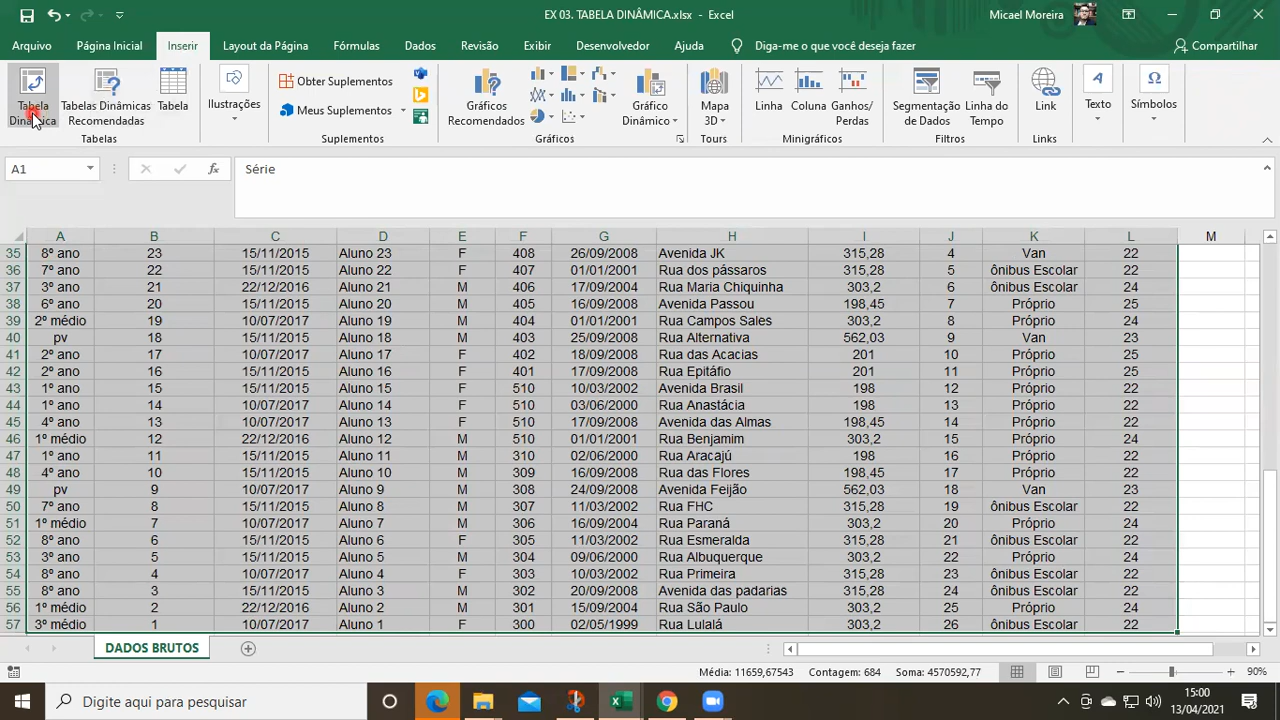 EX 03. TABELA DINÂMICA.xlsx - Excel
Micael Moreira
Arquivo Página Inicial Inserir Layout da Página Fórmulas Dados Revisão Exibir Desenvolvedor Ajuda Diga-me o que você deseja fazer Compartilhar
Tabela Dinâmica
Tabelas Dinâmicas Recomendadas
Tabela
Tabelas
Ilustrações
Obter Suplementos
Meus Suplementos
Suplementos
Gráficos Recomendados
Gráfico Dinâmico
Gráficos
Mapa 3D
Linha
Coluna
Ganhos/Perdas
Minigráficos
Segmentação de Dados
Linha do Tempo
Filtros
Link
Links
Texto
Símbolos
A1 fx Série
A B C D E F G H I J K L M
35 8º ano 23 15/11/2015 Aluno 23 F 408 26/09/2008 Avenida JK 315,28 4 Van 22
36 7º ano 22 15/11/2015 Aluno 22 F 407 01/01/2001 Rua dos pássaros 315,28 5 ônibus Escolar 22
37 3º ano 21 22/12/2016 Aluno 21 M 406 17/09/2004 Rua Maria Chiquinha 303,2 6 ônibus Escolar 24
38 6º ano 20 15/11/2015 Aluno 20 M 405 16/09/2008 Avenida Passou 198,45 7 Próprio 25
39 2º médio 19 10/07/2017 Aluno 19 M 404 01/01/2001 Rua Campos Sales 303,2 8 Próprio 24
40 pv 18 15/11/2015 Aluno 18 M 403 25/09/2008 Rua Alternativa 562,03 9 Van 23
41 2º ano 17 10/07/2017 Aluno 17 F 402 18/09/2008 Rua das Acacias 201 10 Próprio 25
42 2º ano 16 15/11/2015 Aluno 16 F 401 17/09/2008 Rua Epitáfio 201 11 Próprio 25
43 1º ano 15 10/07/2017 Aluno 15 F 510 10/03/2002 Avenida Brasil 198 12 Próprio 22
44 1º ano 14 10/07/2017 Aluno 14 F 510 03/06/2000 Rua Anastácia 198 13 Próprio 22
45 4º ano 13 10/07/2017 Aluno 13 F 510 17/09/2008 Avenida das Almas 198,45 14 Próprio 22
46 1º médio 12 22/12/2016 Aluno 12 M 510 01/01/2001 Rua Benjamim 303,2 15 Próprio 24
47 1º ano 11 15/11/2015 Aluno 11 M 310 02/06/2000 Rua Aracajú 198 16 Próprio 22
48 4º ano 10 15/11/2015 Aluno 10 M 309 16/09/2008 Rua das Flores 198,45 17 Próprio 22
49 pv 9 10/07/2017 Aluno 9 M 308 24/09/2008 Avenida Feijão 562,03 18 Van 23
50 7º ano 8 15/11/2015 Aluno 8 M 307 11/03/2002 Rua FHC 315,28 19 ônibus Escolar 22
51 1º médio 7 10/07/2017 Aluno 7 M 306 16/09/2004 Rua Paraná 303,2 20 Próprio 24
52 8º ano 6 15/11/2015 Aluno 6 F 305 11/03/2002 Rua Esmeralda 315,28 21 ônibus Escolar 22
53 3º ano 5 15/11/2015 Aluno 5 M 304 09/06/2000 Rua Albuquerque 303,2 22 Próprio 24
54 8º ano 4 10/07/2017 Aluno 4 F 303 10/03/2002 Rua Primeira 315,28 23 ônibus Escolar 22
55 8º ano 3 15/11/2015 Aluno 3 M 302 20/09/2008 Avenida das padarias 315,28 24 ônibus Escolar 22
56 1º médio 2 22/12/2016 Aluno 2 M 301 15/09/2004 Rua São Paulo 303,2 25 Próprio 24
57 3º médio 1 10/07/2017 Aluno 1 F 300 02/05/1999 Rua Lulalá 303,2 26 ônibus Escolar 22
DADOS BRUTOS
Média: 11659,67543 Contagem: 684 Soma: 4570592,77 90%
Digite aqui para pesquisar
15:00
13/04/2021